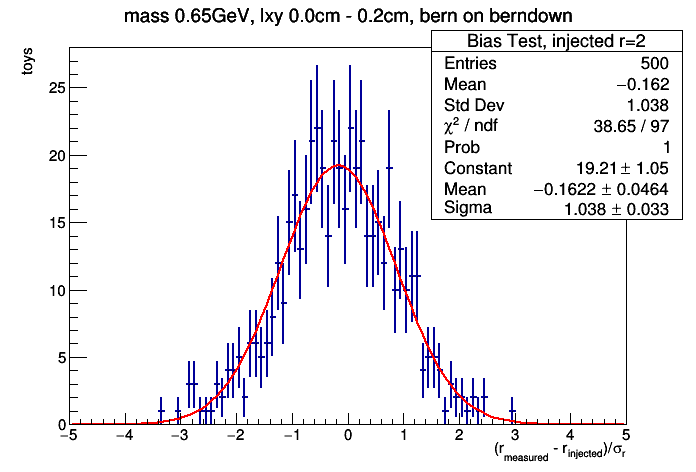 mass 0.65GeV, lxy 0.0cm - 0.2cm, bern on berndown
Bias Test, injected r=2
Entries 500
Mean −0.162
Std Dev 1.038
χ² / ndf 38.65 / 97
Prob 1
Constant 19.21 ± 1.05
Mean −0.1622 ± 0.0464
Sigma 1.038 ± 0.033
toys
25
20
15
10
5
0
−5 −4 −3 −2 −1 0 1 2 3 4 5
(r_measured - r_injected)/σ_r